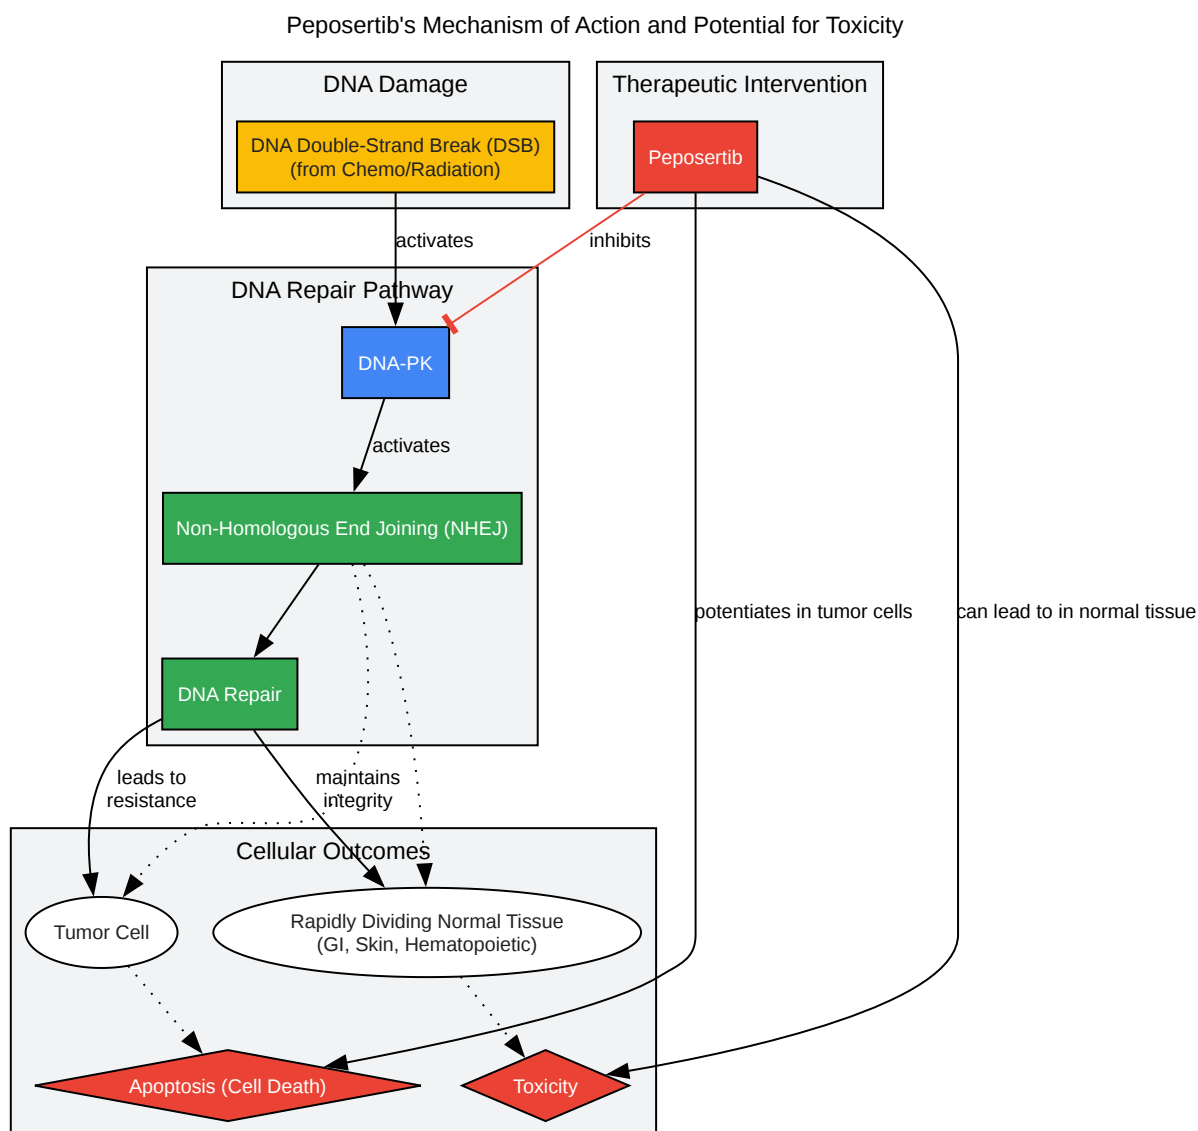 Peposertib's Mechanism of Action and Potential for Toxicity
DNA Damage
Therapeutic Intervention
DNA Double-Strand Break (DSB)
(from Chemo/Radiation)
Peposertib
activates
inhibits
DNA Repair Pathway
DNA-PK
activates
Non-Homologous End Joining (NHEJ)
potentiates in tumor cells
can lead to in normal tissue
DNA Repair
leads to
resistance
maintains
integrity
Cellular Outcomes
Tumor Cell
Rapidly Dividing Normal Tissue
(GI, Skin, Hematopoietic)
Apoptosis (Cell Death)
Toxicity